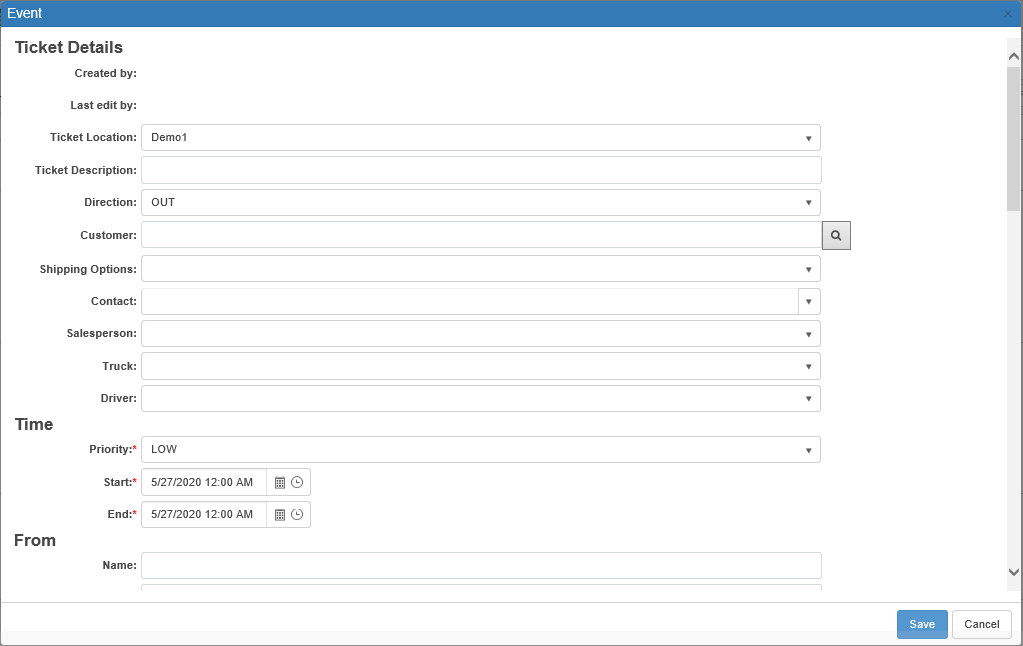 Event
Ticket Details
Created by:
Last edit by:
Ticket Location: Demo1
Ticket Description:
Direction: OUT
Customer:
Shipping Options:
Contact:
Salesperson:
Truck:
Driver:
Time
Priority:* LOW
Start:* 5/27/2020 12:00 AM
End:* 5/27/2020 12:00 AM
From
Name:
Save Cancel